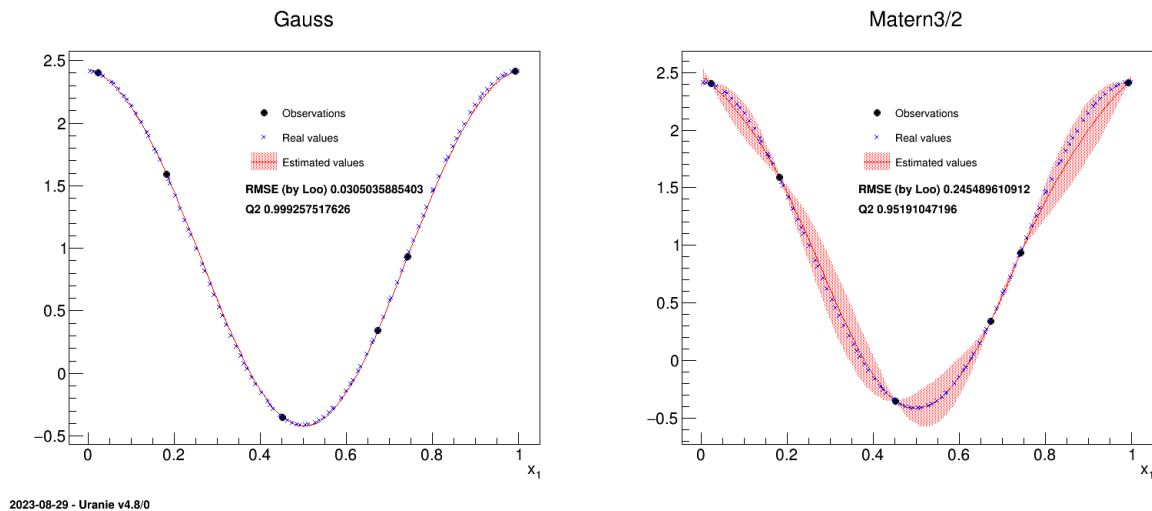 Gauss
2.5
2
1.5
1
0.5
0
−0.5
0
0.2
0.4
0.6
0.8
1
x1
Observations
Real values
Estimated values
RMSE (by Loo) 0.0305035885403
Q2 0.999257517626
Matern3/2
2.5
2
1.5
1
0.5
0
−0.5
0
0.2
0.4
0.6
0.8
1
x1
Observations
Real values
Estimated values
RMSE (by Loo) 0.245489610912
Q2 0.95191047196
2023-08-29 - Uranie v4.8/0